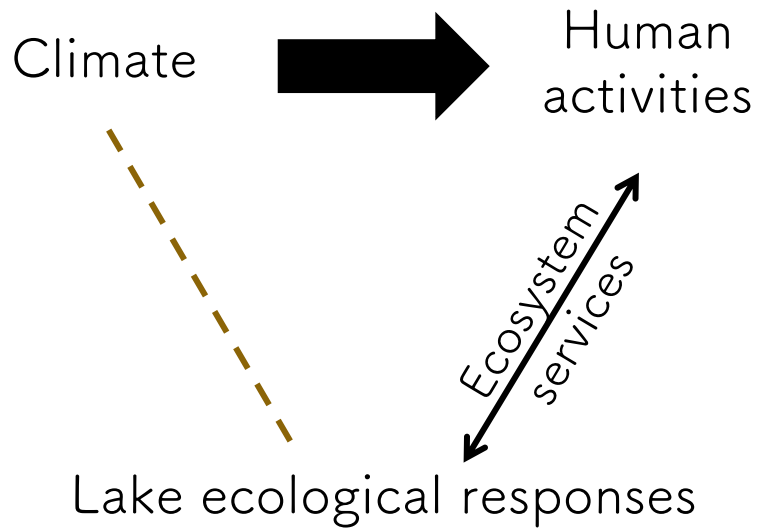 Climate
Human
activities
Ecosystem
services
Lake ecological responses